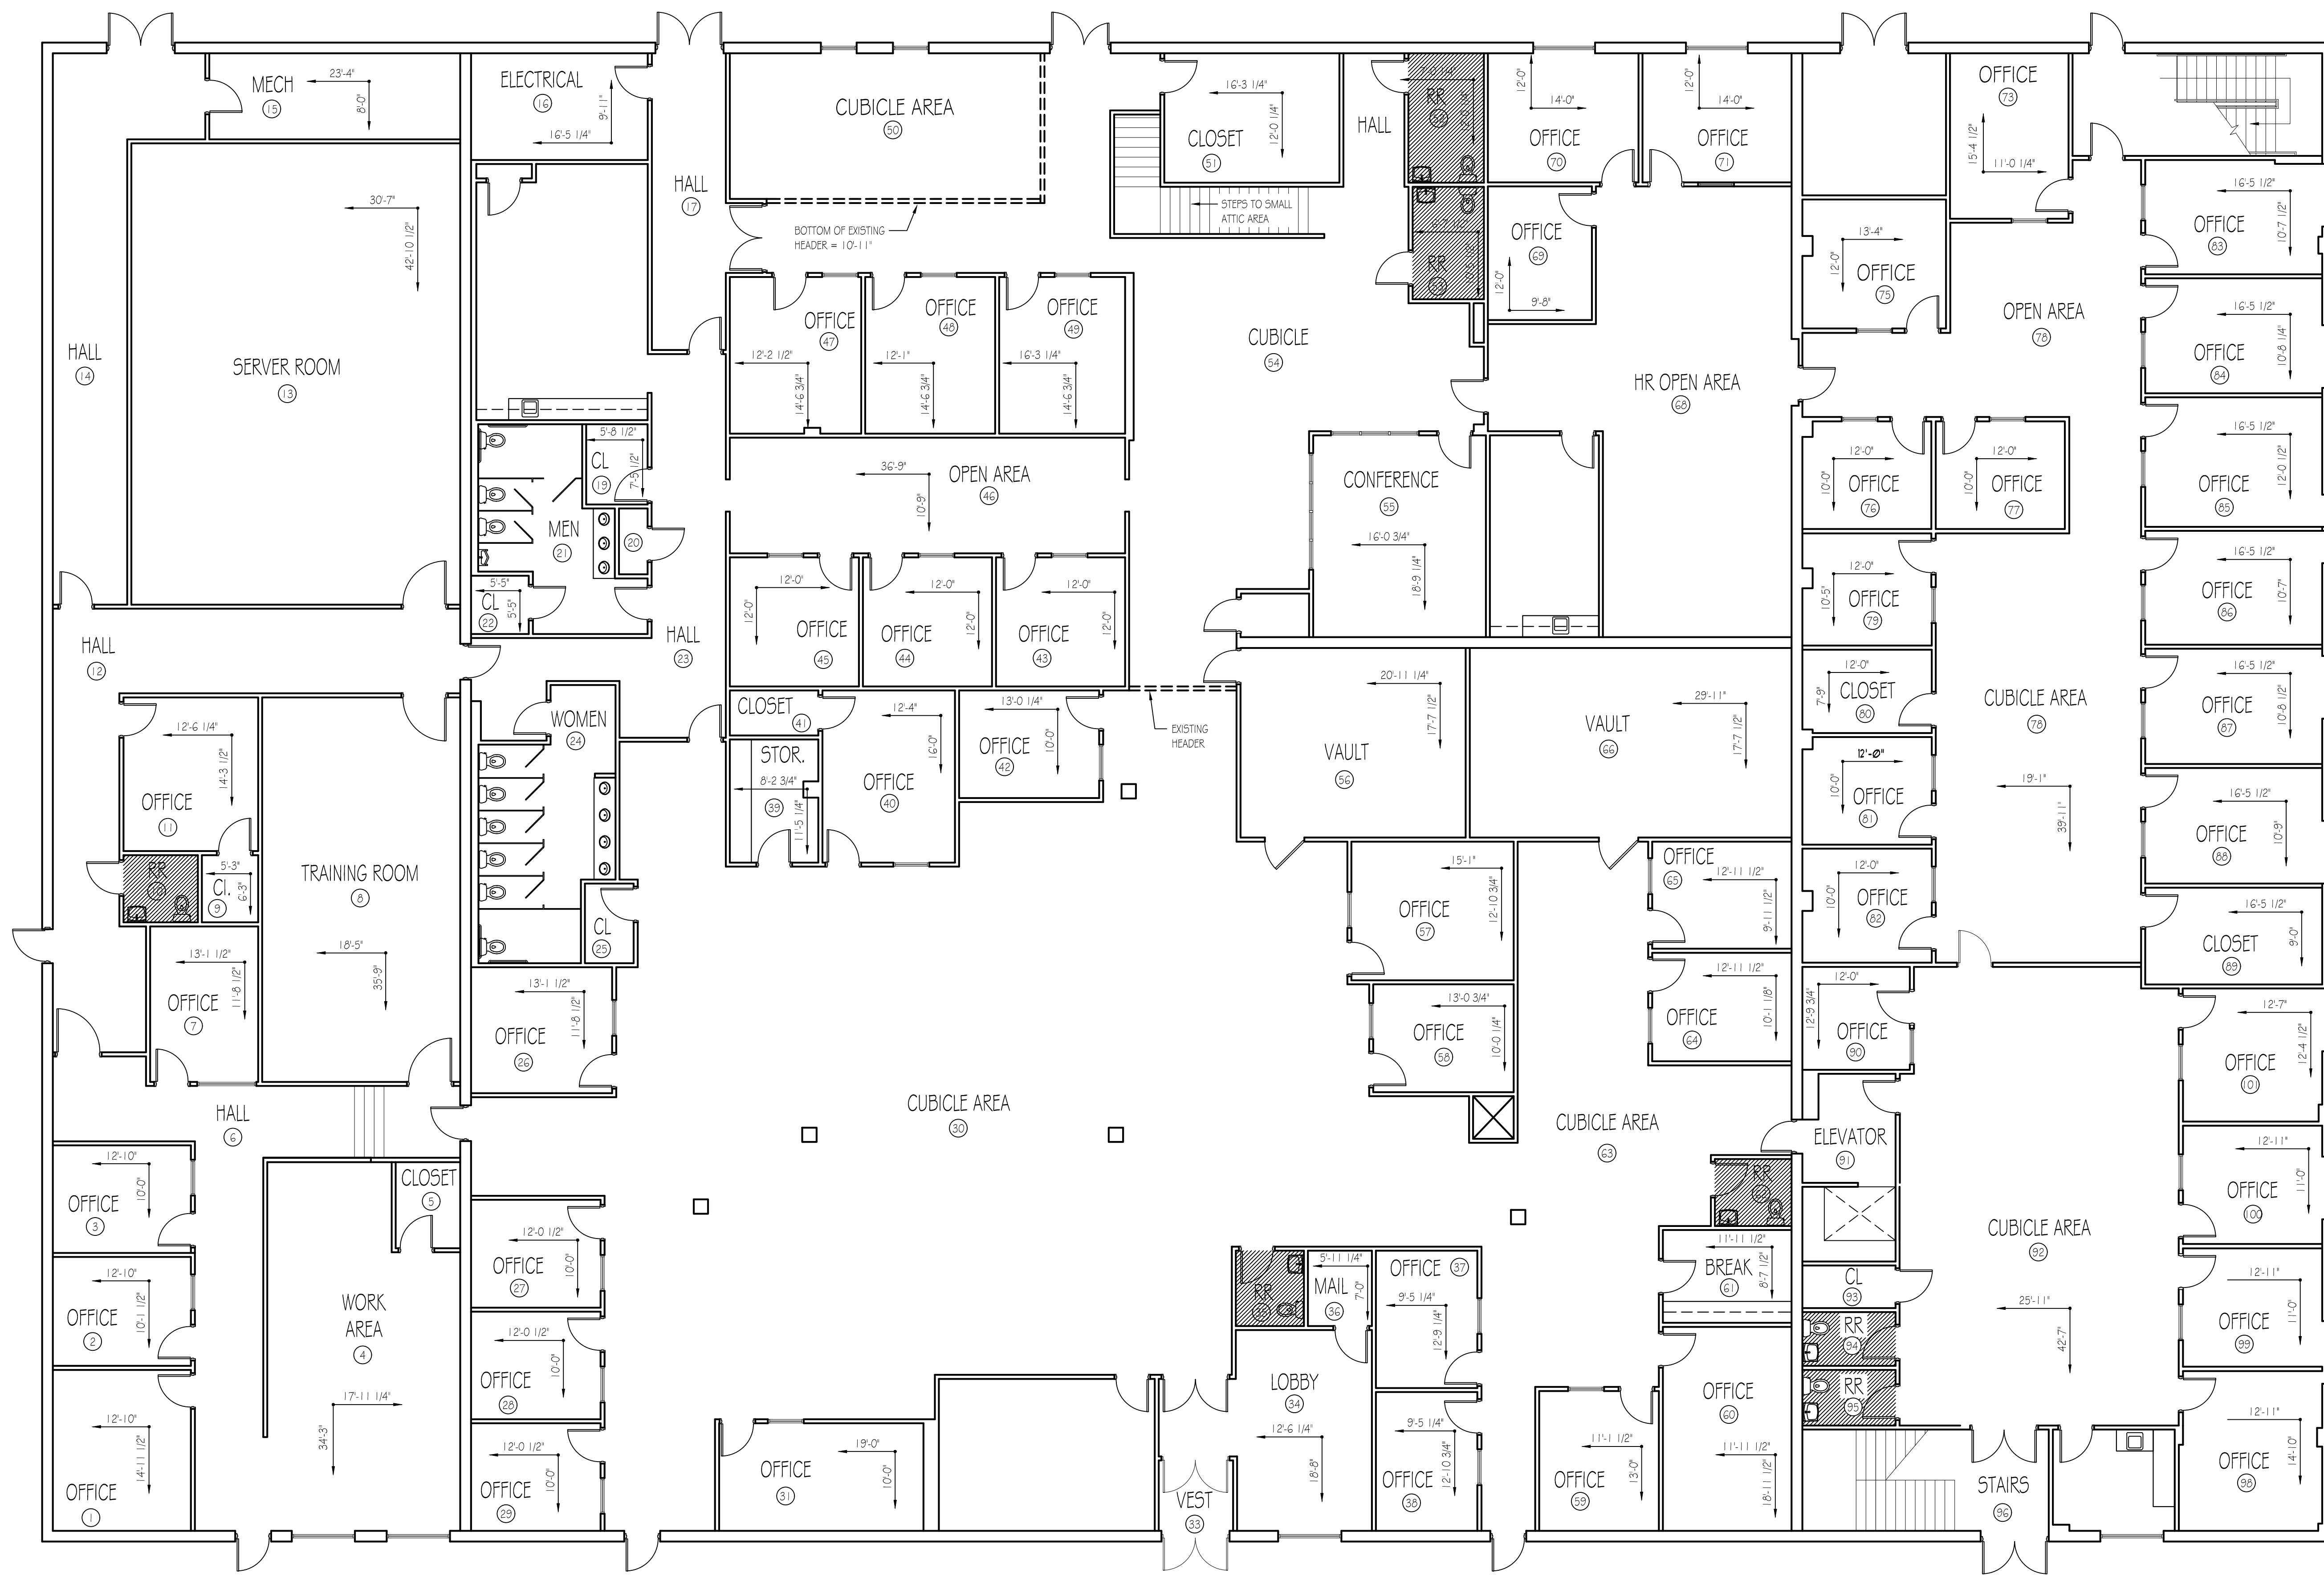 MECH
15
23'-4"
8'-0"
ELECTRICAL
16
9'-11"
16'-5 1/4"
CUBICLE AREA
50
16'-3 1/4"
12'-0 1/4"
CLOSET
51
HALL
RR
12'-0"
14'-0"
OFFICE
70
12'-0"
14'-0"
OFFICE
71
OFFICE
73
15'-4 1/2"
11'-0 1/4"
HALL
17
BOTTOM OF EXISTING
HEADER = 10'-11"
STEPS TO SMALL
ATTIC AREA
RR
OFFICE
69
12'-0"
9'-8"
13'-4"
12'-0"
OFFICE
75
16'-5 1/2"
10'-7 1/2"
OFFICE
83
30'-7"
42'-10 1/2"
SERVER ROOM
13
HALL
14
OFFICE
47
12'-2 1/2"
14'-6 3/4"
OFFICE
48
12'-1"
14'-6 3/4"
OFFICE
49
16'-3 1/4"
14'-6 3/4"
CUBICLE
54
HR OPEN AREA
68
OPEN AREA
78
16'-5 1/2"
10'-8 1/4"
OFFICE
84
5'-8 1/2"
7'-5 1/2"
CL
19
MEN
21
20
5'-5"
5'-5"
CL
22
36'-9"
10'-9"
OPEN AREA
46
CONFERENCE
55
16'-0 3/4"
18'-9 1/4"
12'-0"
10'-0"
OFFICE
76
12'-0"
10'-0"
OFFICE
77
16'-5 1/2"
12'-0 1/2"
OFFICE
85
12'-0"
12'-0"
OFFICE
45
12'-0"
12'-0"
OFFICE
44
12'-0"
12'-0"
OFFICE
43
12'-0"
10'-5"
OFFICE
79
16'-5 1/2"
10'-7"
OFFICE
86
HALL
12
HALL
23
12'-6 1/4"
14'-3 1/2"
OFFICE
11
WOMEN
24
CLOSET
41
12'-4"
16'-0"
OFFICE
40
13'-0 1/4"
10'-0"
OFFICE
42
EXISTING
HEADER
20'-11 1/4"
17'-7 1/2"
VAULT
56
29'-11"
17'-7 1/2"
VAULT
66
12'-0"
7'-9"
CLOSET
80
CUBICLE AREA
78
16'-5 1/2"
10'-8 1/2"
OFFICE
87
STOR.
8'-2 3/4"
39
11'-5 1/4"
12'-0"
10'-0"
OFFICE
81
19'-1"
39'-11"
16'-5 1/2"
10'-9"
OFFICE
88
RR
10
5'-3"
6'-3"
Cl.
9
TRAINING ROOM
8
18'-5"
35'-9"
CL
25
15'-1"
12'-10 3/4"
OFFICE
57
OFFICE
65
12'-11 1/2"
9'-11 1/2"
12'-0"
10'-0"
OFFICE
82
16'-5 1/2"
9'-0"
CLOSET
89
13'-1 1/2"
11'-8 1/2"
OFFICE
7
13'-1 1/2"
11'-8 1/2"
OFFICE
26
13'-0 3/4"
10'-0 1/4"
OFFICE
58
12'-11 1/2"
10'-1 1/8"
OFFICE
64
12'-0"
12'-9 3/4"
OFFICE
90
12'-7"
12'-4 1/2"
OFFICE
101
HALL
6
CUBICLE AREA
30
CUBICLE AREA
63
ELEVATOR
91
12'-11"
11'-0"
OFFICE
100
12'-10"
10'-0"
OFFICE
3
CLOSET
5
RR
CUBICLE AREA
92
25'-11"
42'-7"
12'-10"
10'-1 1/2"
OFFICE
2
WORK
AREA
4
17'-11 1/4"
34'-3"
12'-0 1/2"
10'-0"
OFFICE
27
RR
35
5'-11 1/4"
7'-0"
MAIL
36
OFFICE
37
9'-5 1/4"
12'-9 1/4"
11'-11 1/2"
8'-7 1/2"
BREAK
61
CL
93
12'-11"
11'-0"
OFFICE
99
12'-0 1/2"
10'-0"
OFFICE
28
RR
94
RR
95
12'-10"
14'-11 1/2"
OFFICE
1
12'-0 1/2"
10'-0"
OFFICE
29
19'-0"
10'-0"
OFFICE
31
VEST
33
LOBBY
34
12'-6 1/4"
18'-8"
9'-5 1/4"
12'-10 3/4"
OFFICE
38
11'-1 1/2"
13'-0"
OFFICE
59
OFFICE
60
11'-11 1/2"
18'-11 1/2"
STAIRS
96
12'-11"
14'-10"
OFFICE
98